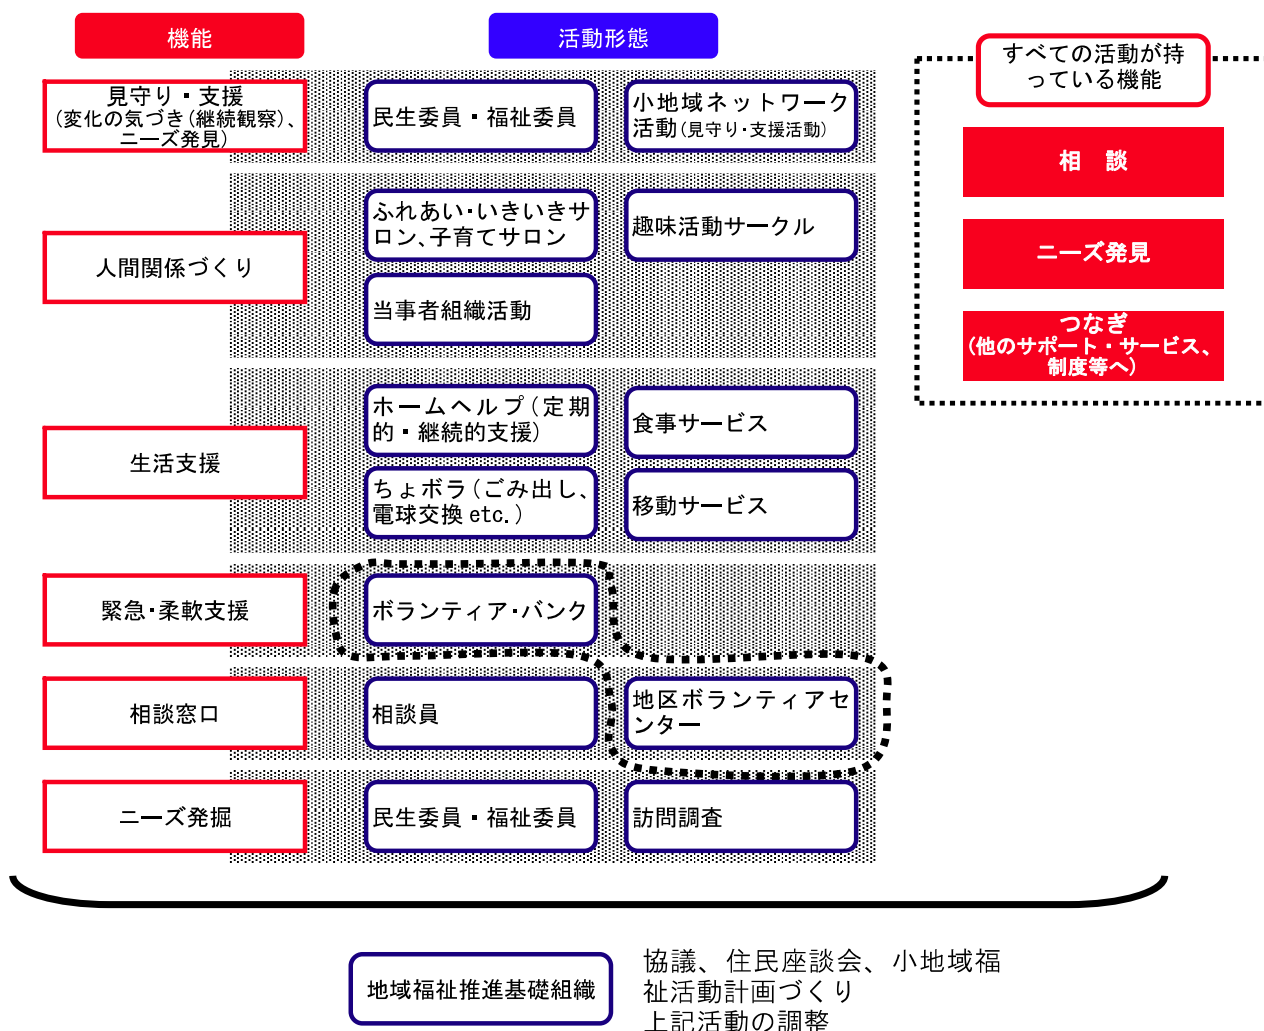 機能
活動形態
見守り・支援
(変化の気づき(継続観察)、
ニーズ発見)
民生委員・福祉委員
小地域ネットワーク
活動(見守り・支援活動)
人間関係づくり
ふれあい・いきいきサ
ロン、子育てサロン
趣味活動サークル
当事者組織活動
生活支援
ホームヘルプ(定期
的・継続的支援)
食事サービス
ちょボラ(ごみ出し、
電球交換 etc.)
移動サービス
緊急・柔軟支援
ボランティア・バンク
相談窓口
相談員
地区ボランティアセ
ンター
ニーズ発掘
民生委員・福祉委員
訪問調査
すべての活動が持
っている機能
相 談
ニーズ発見
つなぎ
(他のサポート・サービス、
制度等へ)
地域福祉推進基礎組織
協議、住民座談会、小地域福
祉活動計画づくり
上記活動の調整